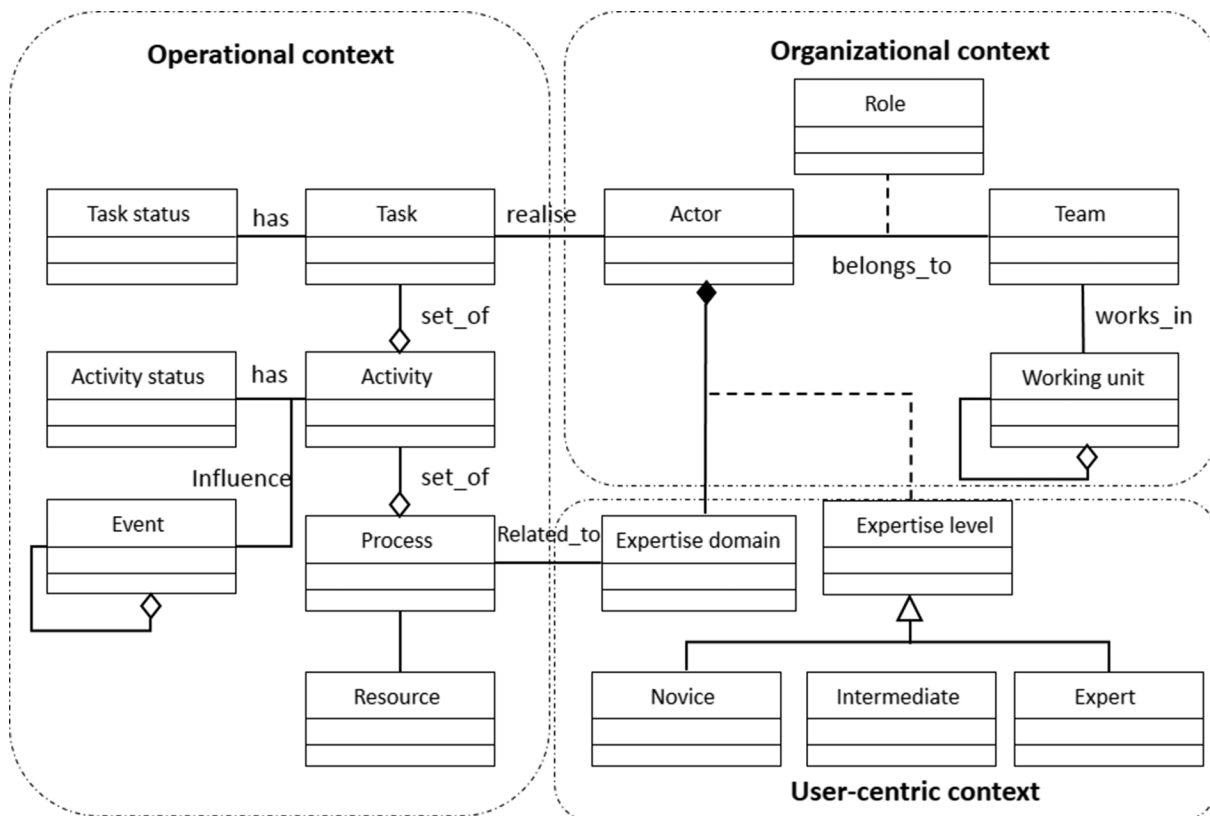 Operational context
Organizational context
Role
Task status
has
Task
realise
Actor
belongs_to
Team
set_of
works_in
Activity status
has
Activity
Working unit
Influence
set_of
Event
Process
Related_to
Expertise domain
Expertise level
Resource
Novice
Intermediate
Expert
User-centric context